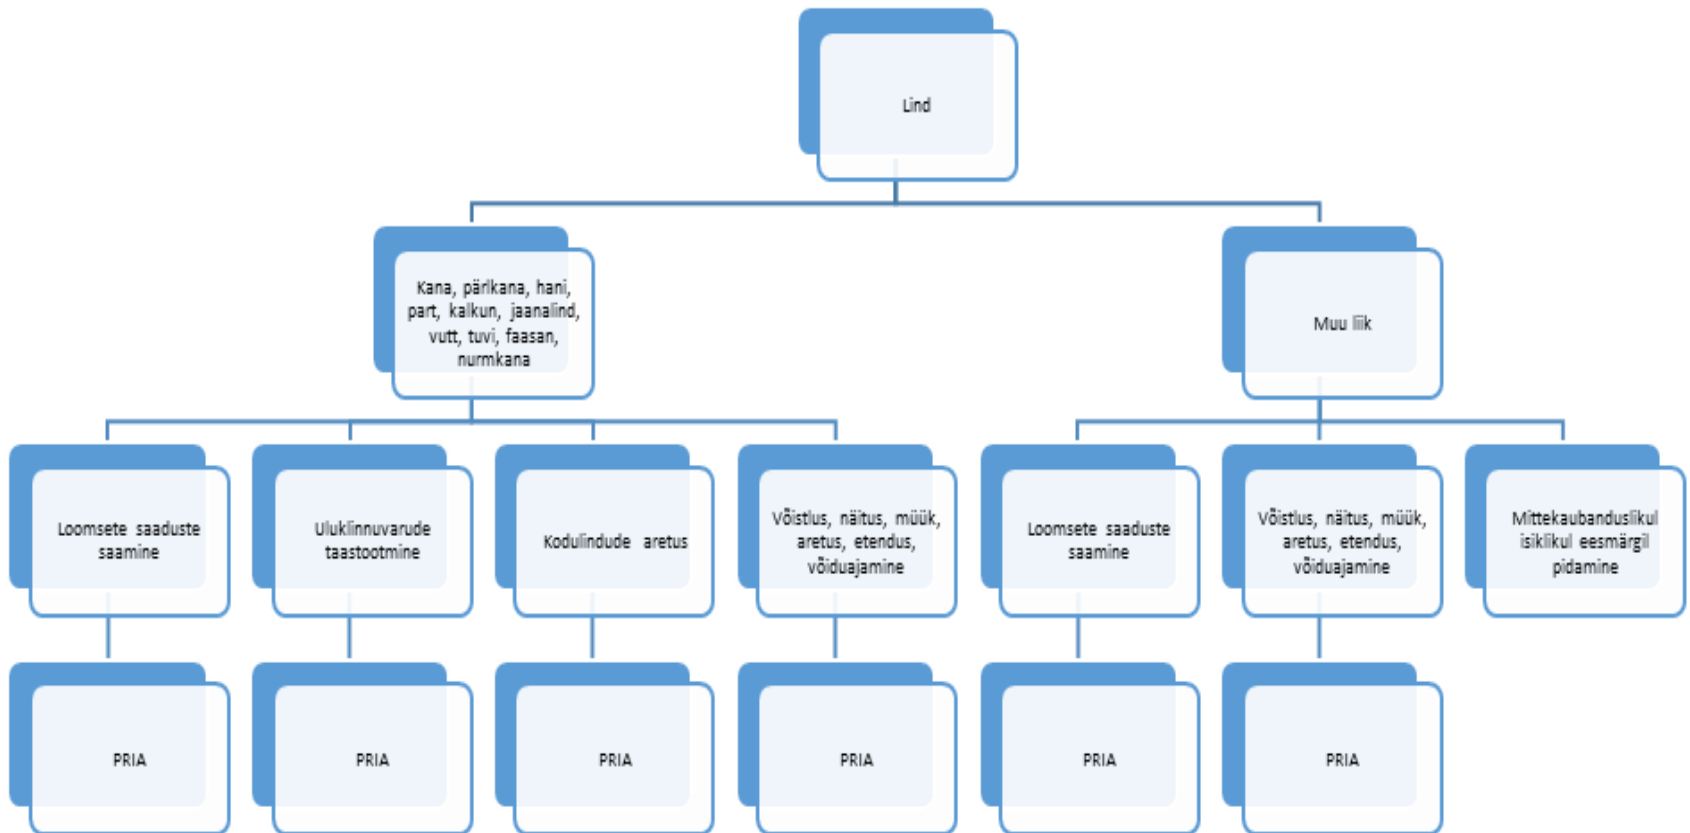 Lind
Kana, pärlkana, hani,
part, kalkun, jaanalind,
vutt, tuvi, faasan,
nurmkana
Muu liik
Loomsete saaduste
saamine
Uluklinnuvarude
taastootmine
Kodulindude aretus
Võistlus, näitus, müük,
aretus, etendus,
võiduajamine
Loomsete saaduste
saamine
Võistlus, näitus, müük,
aretus, etendus,
võiduajamine
Mittekaubanduslikul
isiklikul eesmärgil
pidamine
PRIA
PRIA
PRIA
PRIA
PRIA
PRIA